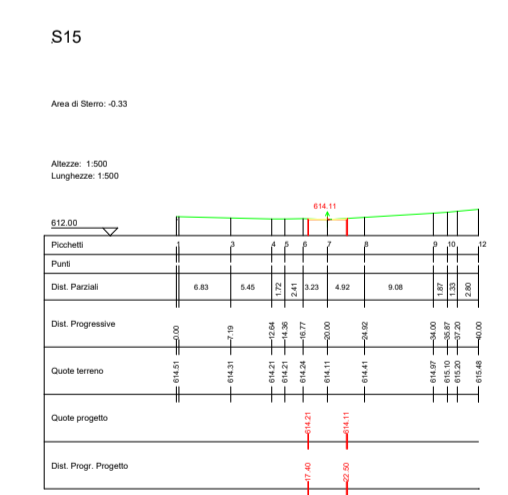 S15
Area di Sterro: -0.33
Altezze: 1:500
Lunghezze: 1:500
614.11
612.00
Picchetti 1 3 4 5 6 7 8 9 10 12
Punti
Dist. Parziali 6.83 5.45 1.72 2.41 3.23 4.92 9.08 1.87 1.33 2.80
Dist. Progressive 0.00 7.19 12.64 14.36 16.77 20.00 24.92 34.00 35.87 37.20 40.00
Quote terreno 614.51 614.31 614.21 614.21 614.24 614.11 614.41 614.97 615.10 615.20 615.48
Quote progetto 614.21 614.11
Dist. Progr. Progetto 17.40 22.50